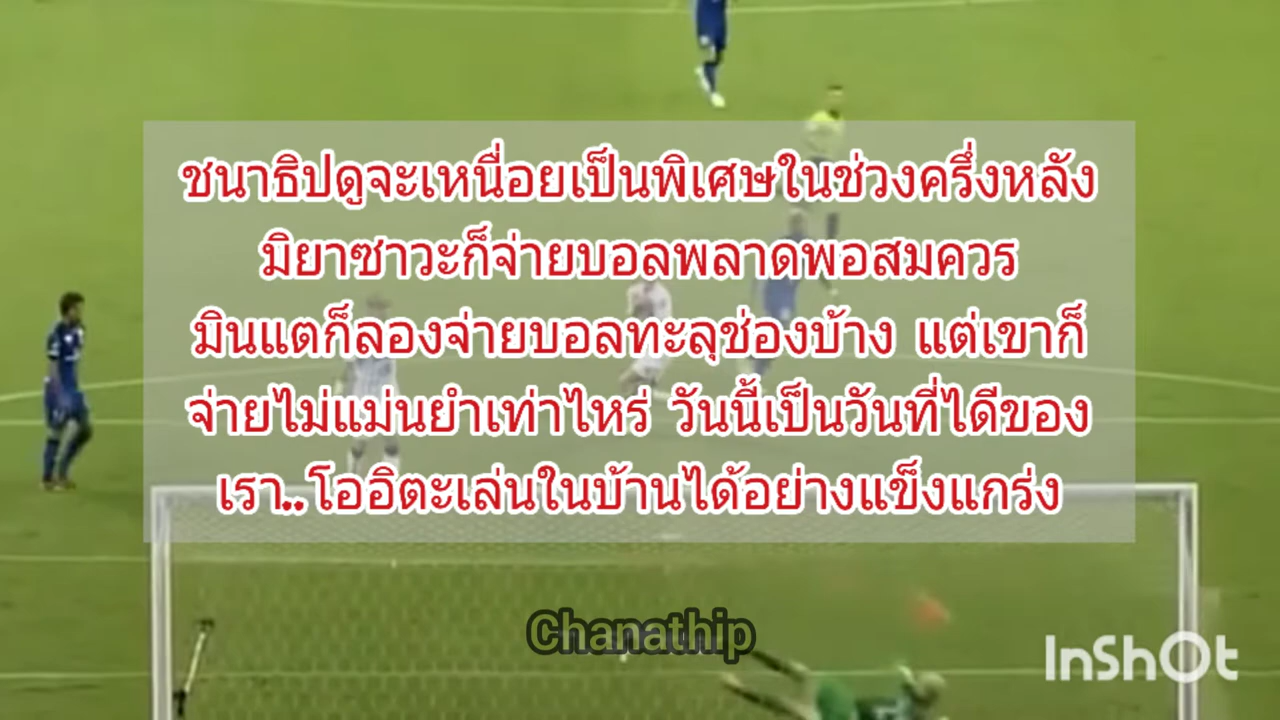 ชนาธิปดูจะเหนื่อยเป็นพิเศษในช่วงครึ่งหลัง
มิยาซาวะก็จ่ายบอลพลาดพอสมควร
มินแตก็ลองจ่ายบอลทะลุช่องบ้าง แต่เขาก็
จ่ายไม่แม่นยำเท่าไหร่ วันนี้เป็นวันที่ได้ีของ
เรา..โออิตะเล่นในบ้านได้อย่างแข็งแกร่ง
Chanathip
InShOt